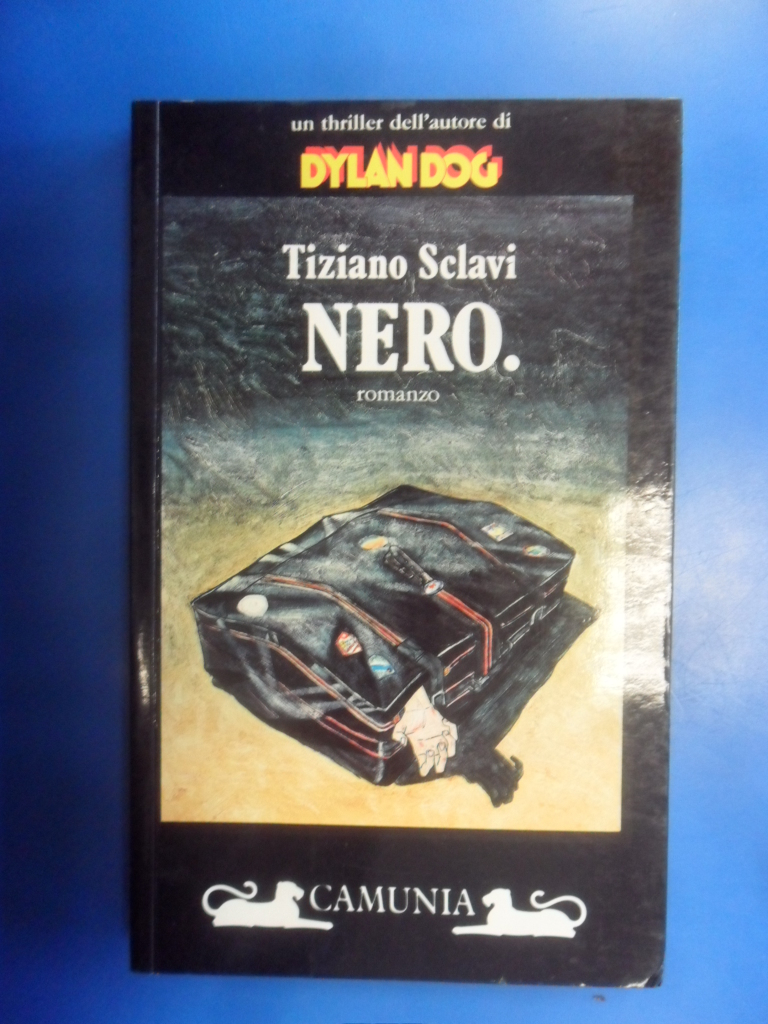 un thriller dell'autore di
DYLAN DOG
Tiziano Sclavi
NERO.
romanzo
CAMUNIA